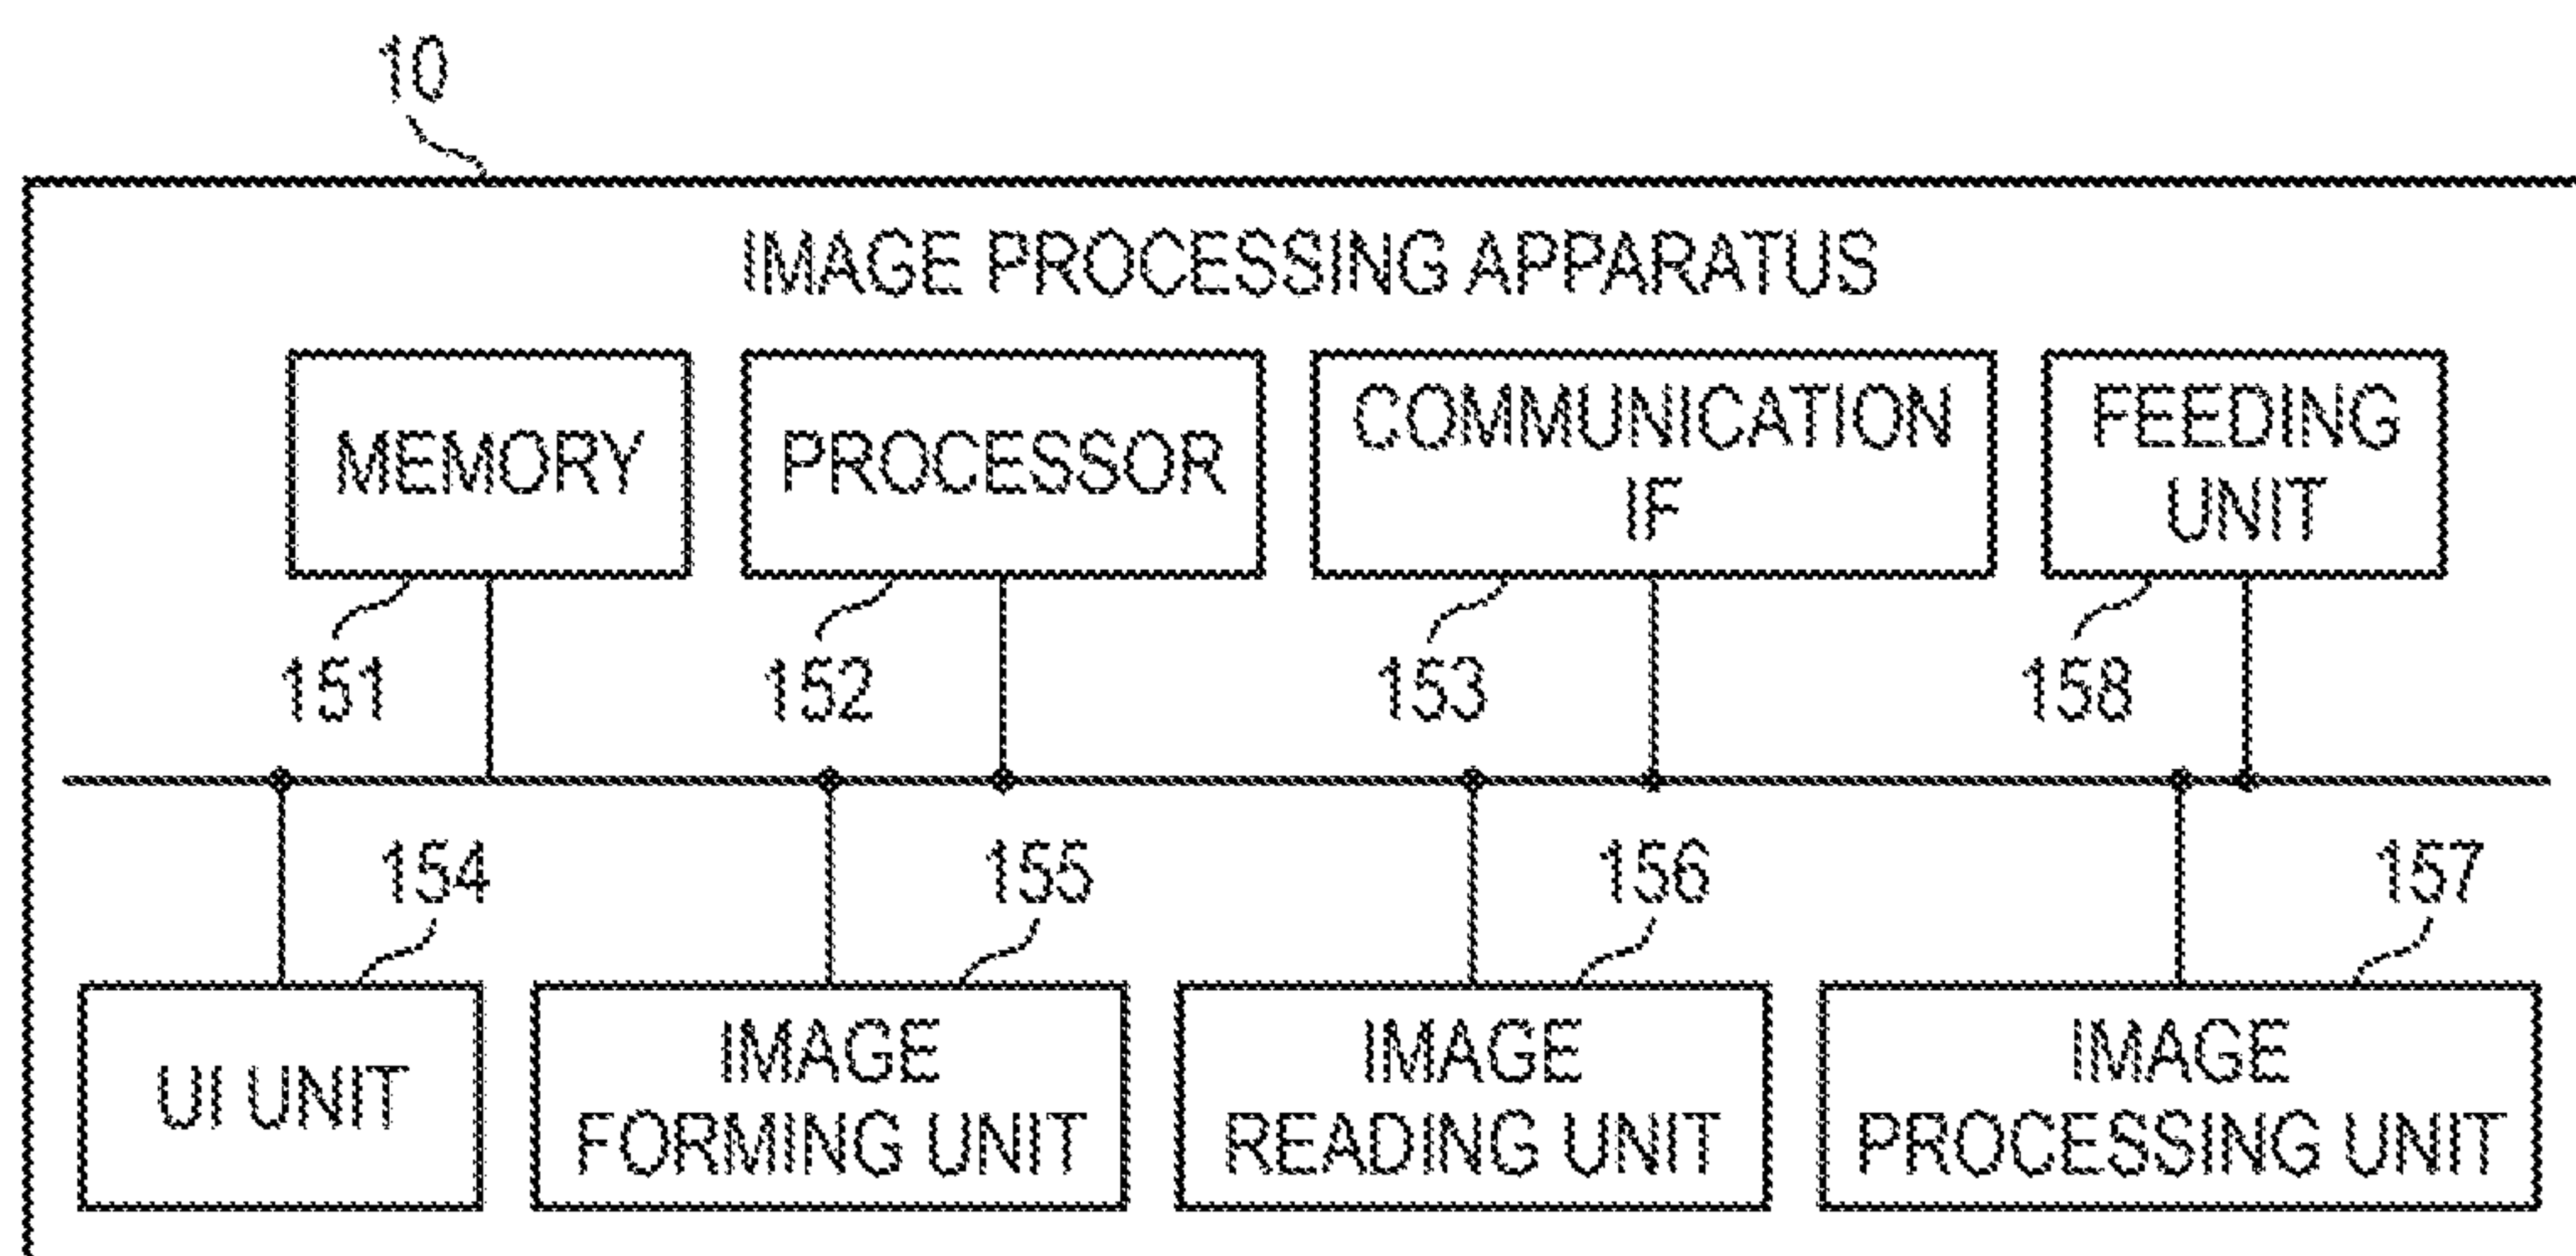 10
IMAGE PROCESSING APPARATUS
MEMORY
PROCESSOR
COMMUNICATION
IF
FEEDING
UNIT
151
152
153
158
154
155
156
157
UI UNIT
IMAGE
FORMING UNIT
IMAGE
READING UNIT
IMAGE
PROCESSING UNIT